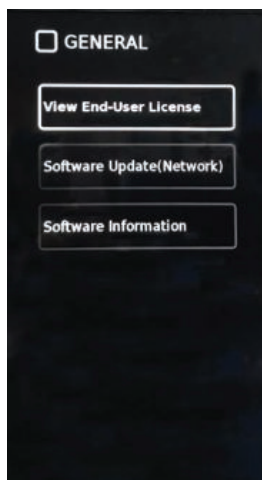 GENERAL
View End-User License
Software Update(Network)
Software Information